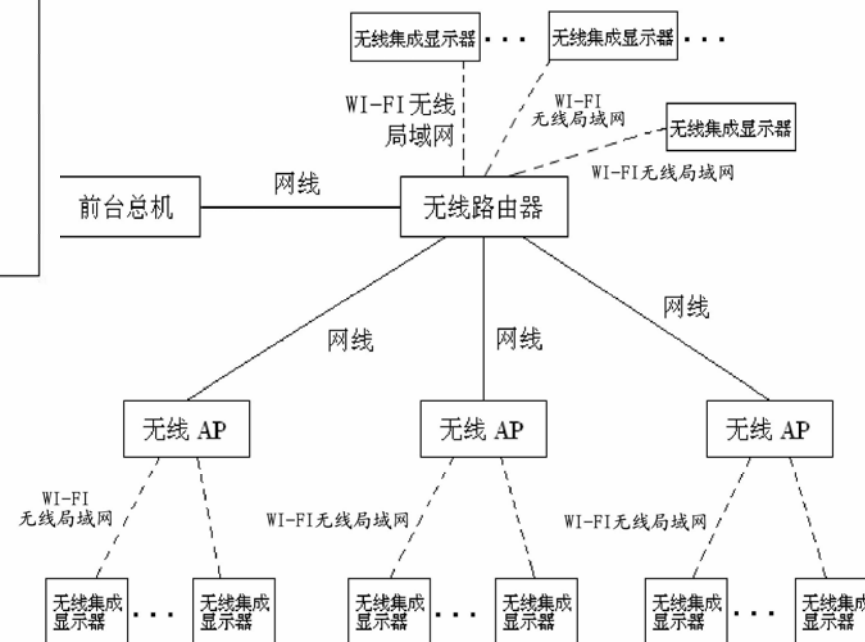 无线集成显示器 ··· 无线集成显示器 ···
WI-FI无线
局域网
WI-FI
无线局域网
无线集成显示器
WI-FI无线局域网
前台总机
网线
无线路由器
网线
网线
网线
无线 AP
无线 AP
无线 AP
WI-FI
无线局域网
WI-FI无线局域网
WI-FI无线局域网
无线集成
显示器
···
无线集成
显示器
无线集成
显示器
···
无线集成
显示器
无线集成
显示器
···
无线集成
显示器